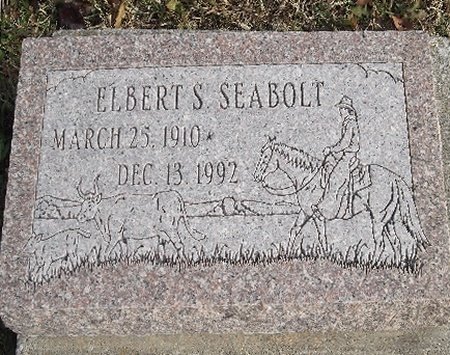 ELBERT S. SEABOLT
MARCH 25, 1910 *
DEC. 13, 1992